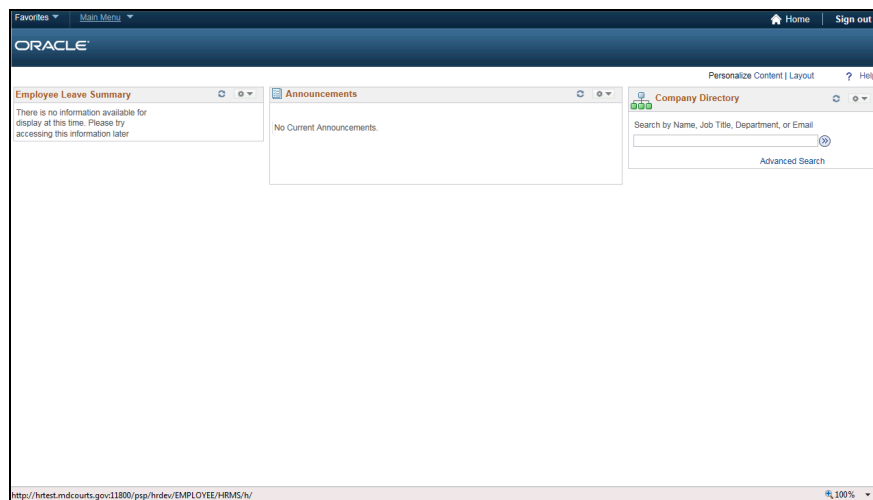 Favorites Main Menu Home Sign out
ORACLE
Personalize Content | Layout ? Help
Employee Leave Summary
There is no information available for
display at this time. Please try
accessing this information later
Announcements
No Current Announcements.
Company Directory
Search by Name, Job Title, Department, or Email
Advanced Search
http://hrtest.mdcourts.gov:11800/psp/hrdev/EMPLOYEE/HRMS/h/ 100%